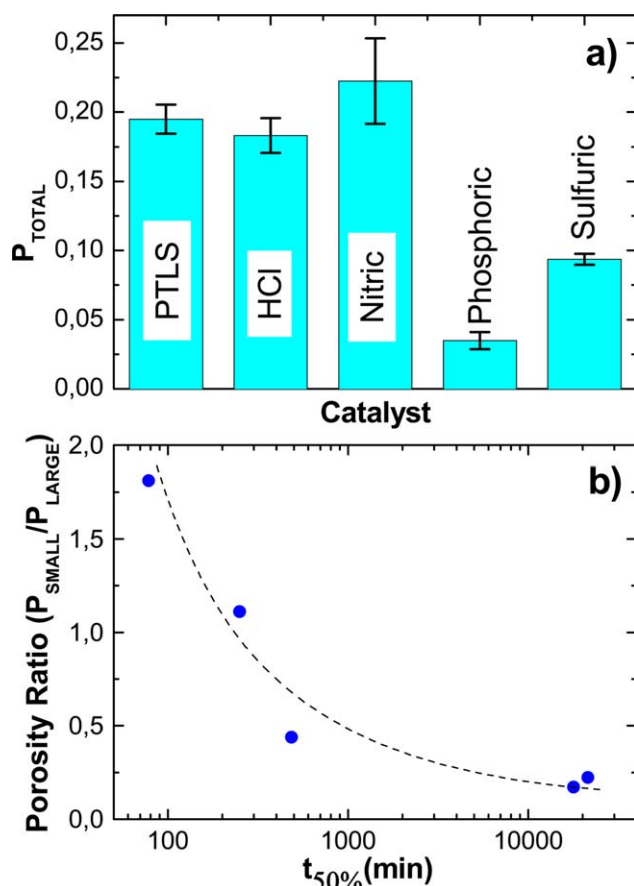 a)
0,25
0,20
0,15
0,10
0,05
0,00
P_TOTAL
PTLS
HCl
Nitric
Phosphoric
Sulfuric
Catalyst
b)
2,0
1,5
1,0
0,5
0,0
Porosity Ratio (P_SMALL/P_LARGE)
100
1000
10000
t_50%(min)